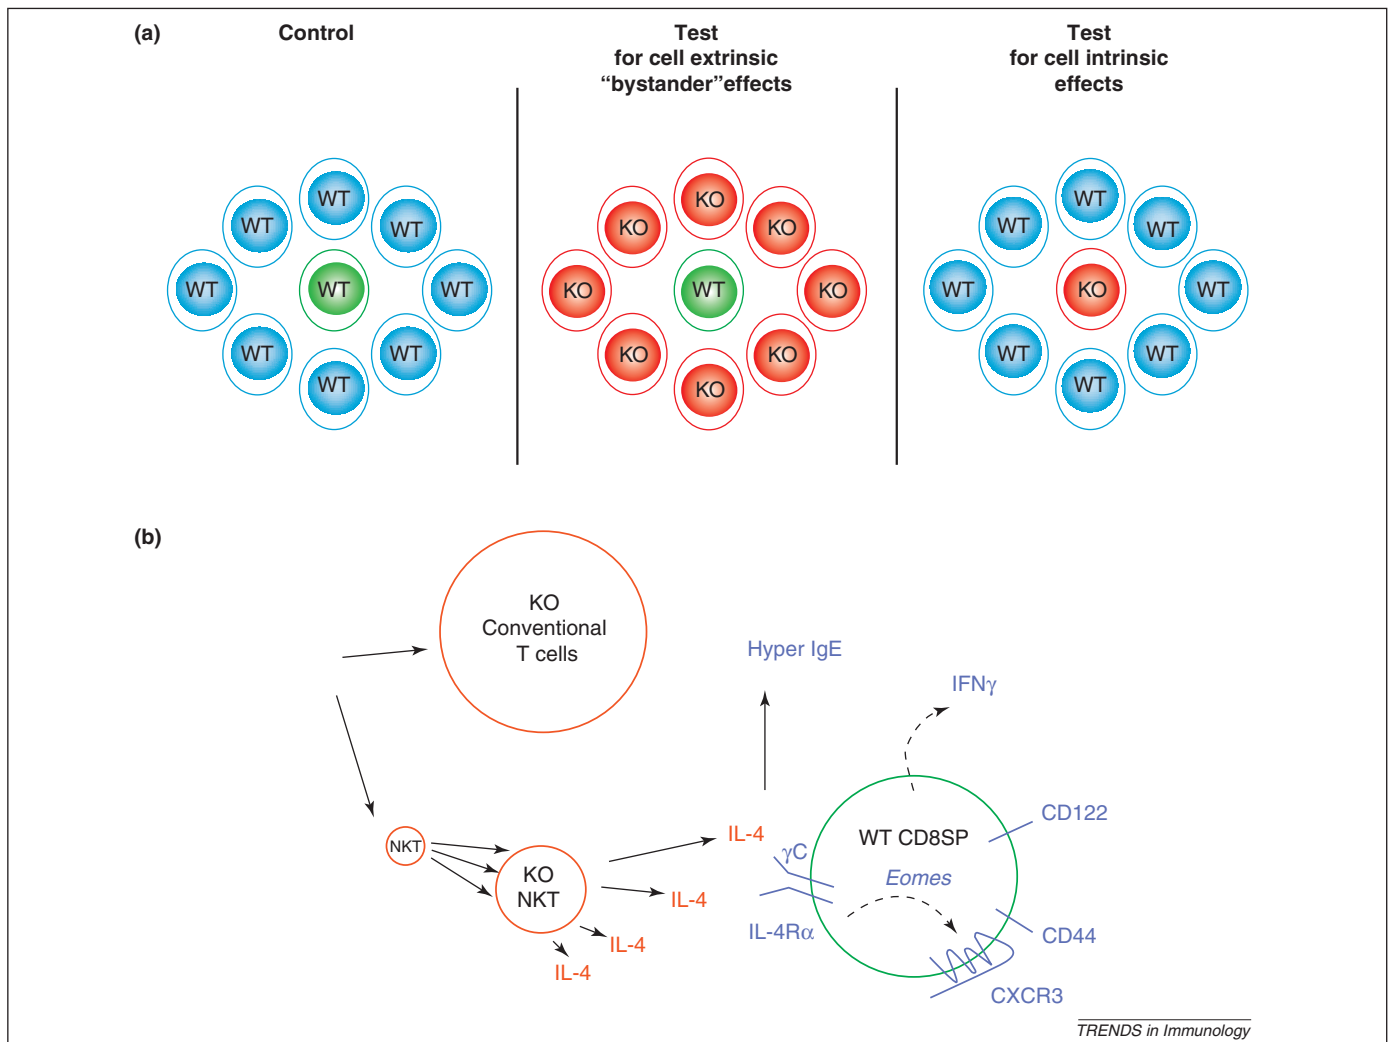 (a)
Control
Test
for cell extrinsic
“bystander”effects
Test
for cell intrinsic
effects
WT
WT
WT
WT
WT
WT
WT
WT
WT
KO
KO
KO
KO
WT
KO
KO
KO
KO
WT
WT
WT
WT
KO
WT
WT
WT
WT
(b)
KO
Conventional
T cells
NKT
KO
NKT
IL-4
IL-4
IL-4
IL-4
Hyper IgE
IFNγ
WT CD8SP
Eomes
γC
IL-4Rα
CD122
CD44
CXCR3
TRENDS in Immunology